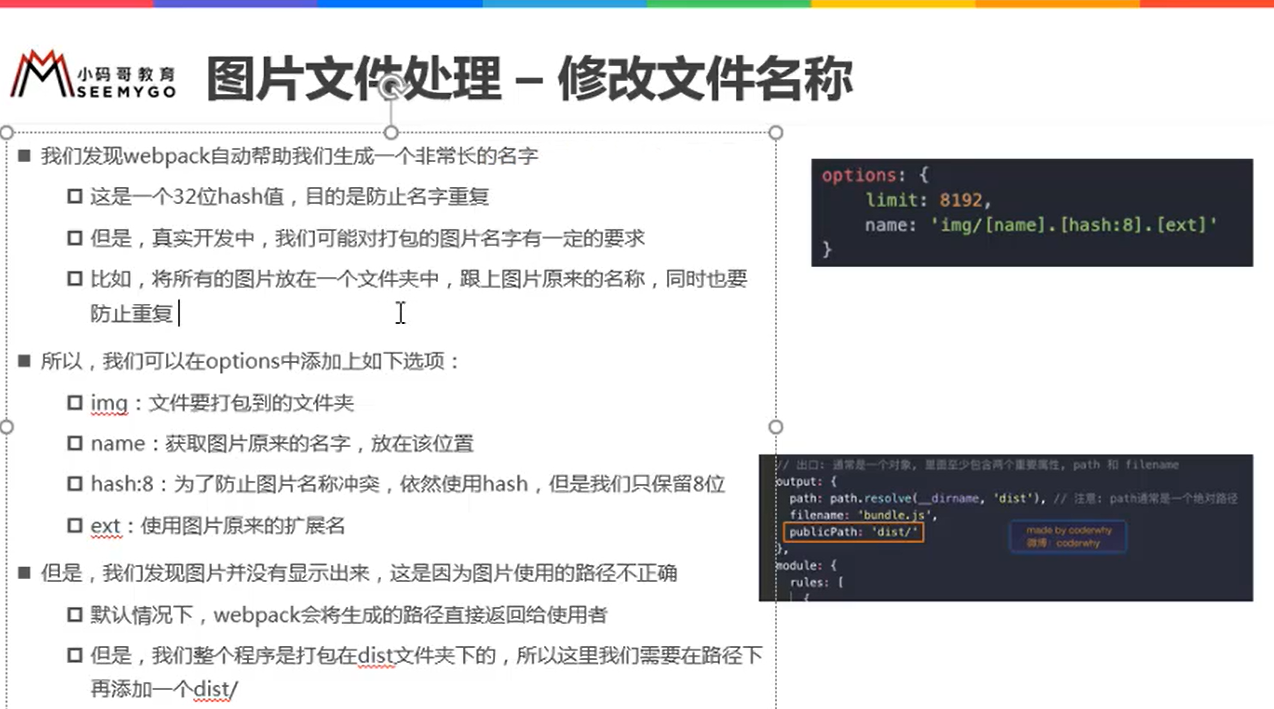 小码哥教育
SEEMYGO
图片文件处理 – 修改文件名称
■ 我们发现webpack自动帮助我们生成一个非常长的名字
这是一个32位hash值，目的是防止名字重复
但是，真实开发中，我们可能对打包的图片名字有一定的要求
比如，将所有的图片放在一个文件夹中，跟上图片原来的名称，同时也要
防止重复
■ 所以，我们可以在options中添加上如下选项：
img：文件要打包到的文件夹
name：获取图片原来的名字，放在该位置
hash:8：为了防止图片名称冲突，依然使用hash，但是我们只保留8位
ext：使用图片原来的扩展名
■ 但是，我们发现图片并没有显示出来，这是因为图片使用的路径不正确
默认情况下，webpack会将生成的路径直接返回给使用者
但是，我们整个程序是打包在dist文件夹下的，所以这里我们需要在路径下
再添加一个dist/
options: {
limit: 8192,
name: 'img/[name].[hash:8].[ext]'
}
// 出口: 通常是一个对象, 里面至少包含两个重要属性, path 和 filename
output: {
path: path.resolve(__dirname, 'dist'), // 注意: path通常是一个绝对路径
filename: 'bundle.js',
publicPath: 'dist/'
},
module: {
rules: [
{
made by coderwhy
微博: coderwhy